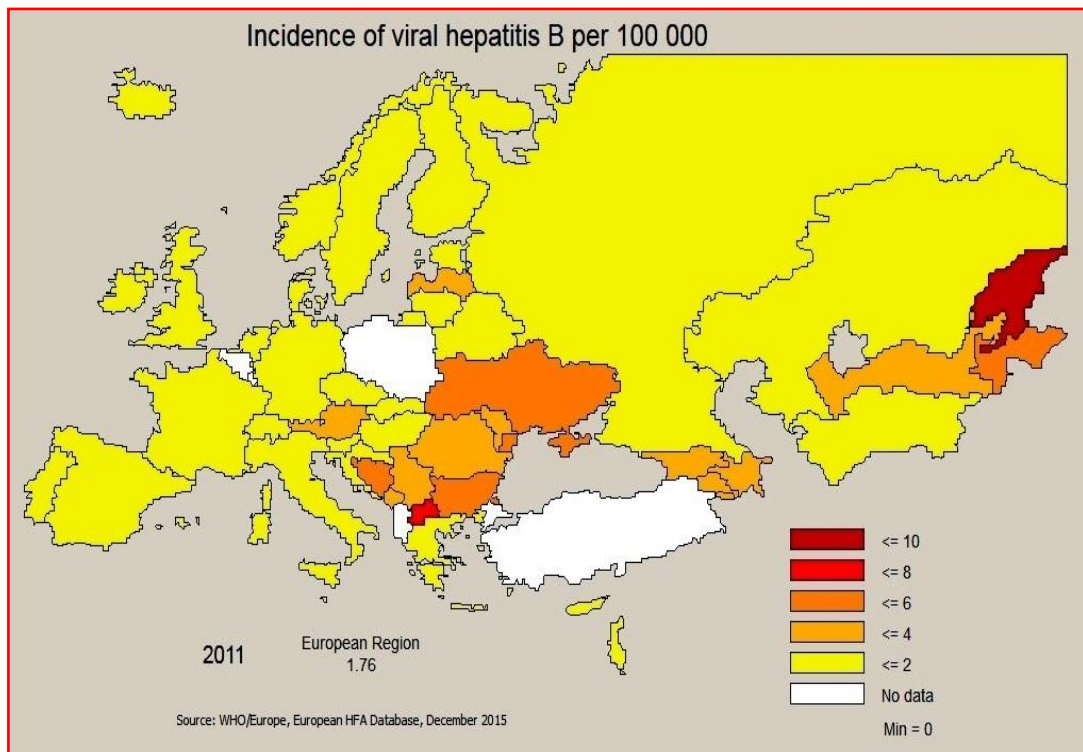 Incidence of viral hepatitis B per 100 000
<= 10
<= 8
<= 6
<= 4
<= 2
No data
Min = 0
2011
European Region
1.76
Source: WHO/Europe, European HFA Database, December 2015